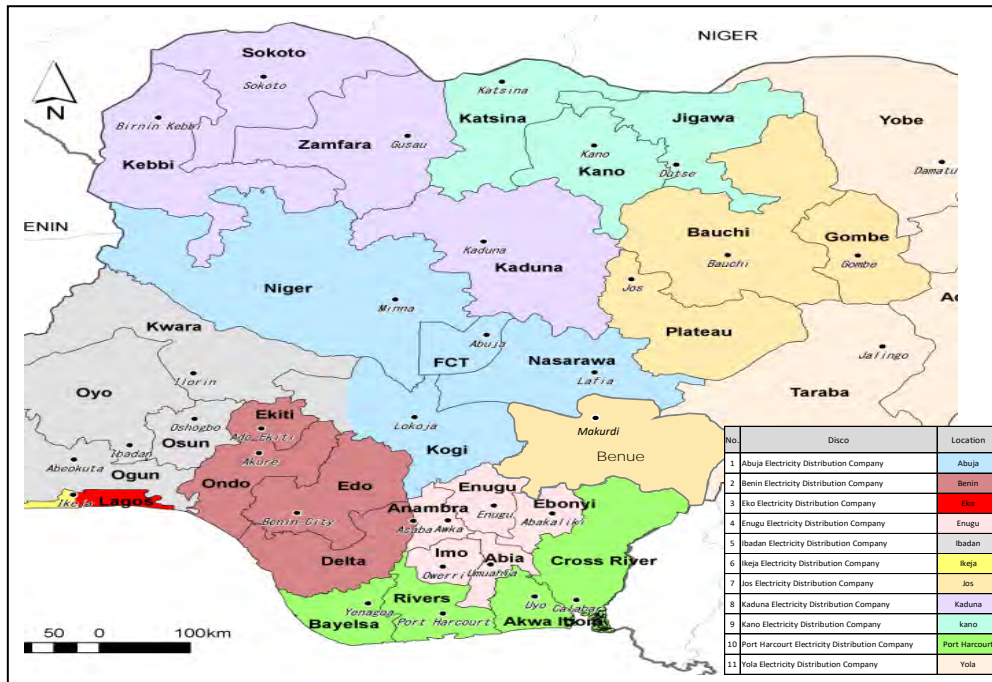 NIGER
Sokoto
Sokoto
N
Katsina
Birnin Kebbi
Katsina
Jigawa
Yobe
Kebbi
Zamfara
Gusau
Kano
Kano
Dutse
Damatu
ENIN
Bauchi
Gombe
Kaduna
Kaduna
Bauchi
Gombe
Niger
Jos
Minna
Kwara
Abuja
Plateau
Jalingo
FCT
Nasarawa
Lafia
Taraba
Oyo
Ilorin
Ekiti
Oshogbo
Lokoja
Makurdi
Ado Ekiti
Osun
Ibadan
Kogi
Benue
Abeokuta
Akure
Ogun
Ondo
Edo
Enugu
Ikeja
Lagos
Anambra
Enugu
Ebonyi
Benin City
Asaba
Awka
Abakaliki
Delta
Imo
Abia
Cross River
Owerri
Umuahia
Yenagoa
Rivers
Uyo
Calabar
Bayelsa
Port Harcourt
Akwa Ibom
50 0 100km
No. Disco Location
1 Abuja Electricity Distribution Company Abuja
2 Benin Electricity Distribution Company Benin
3 Eko Electricity Distribution Company Eko
4 Enugu Electricity Distribution Company Enugu
5 Ibadan Electricity Distribution Company Ibadan
6 Ikeja Electricity Distribution Company Ikeja
7 Jos Electricity Distribution Company Jos
8 Kaduna Electricity Distribution Company Kaduna
9 Kano Electricity Distribution Company kano
10 Port Harcourt Electricity Distribution Company Port Harcourt
11 Yola Electricity Distribution Company Yola